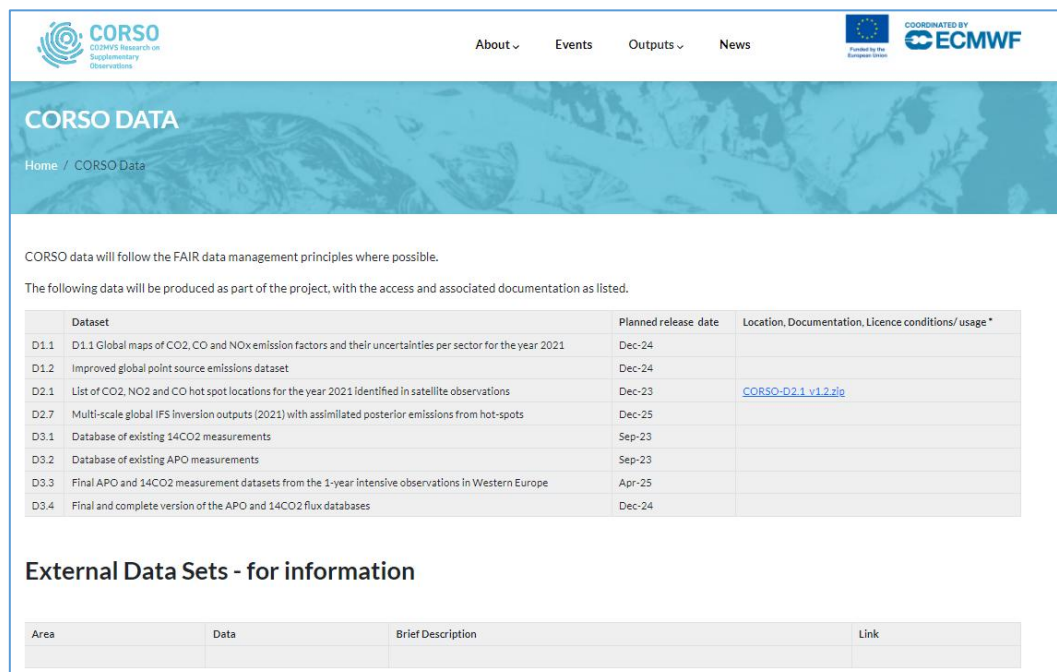 CORSO
CO2MVS Research on
Supplementary
Observations
About
Events
Outputs
News
Funded by the
European Union
COORDINATED BY
ECMWF
CORSO DATA
Home / CORSO Data
CORSO data will follow the FAIR data management principles where possible.
The following data will be produced as part of the project, with the access and associated documentation as listed.
Dataset Planned release date Location, Documentation, Licence conditions/ usage *
D1.1 D1.1 Global maps of CO2, CO and NOx emission factors and their uncertainties per sector for the year 2021 Dec-24
D1.2 Improved global point source emissions dataset Dec-24
D2.1 List of CO2, NO2 and CO hot spot locations for the year 2021 identified in satellite observations Dec-23 CORSO-D2.1_v1.2.zip
D2.7 Multi-scale global IFS inversion outputs (2021) with assimilated posterior emissions from hot-spots Dec-25
D3.1 Database of existing 14CO2 measurements Sep-23
D3.2 Database of existing APO measurements Sep-23
D3.3 Final APO and 14CO2 measurement datasets from the 1-year intensive observations in Western Europe Apr-25
D3.4 Final and complete version of the APO and 14CO2 flux databases Dec-24
External Data Sets - for information
Area Data Brief Description Link